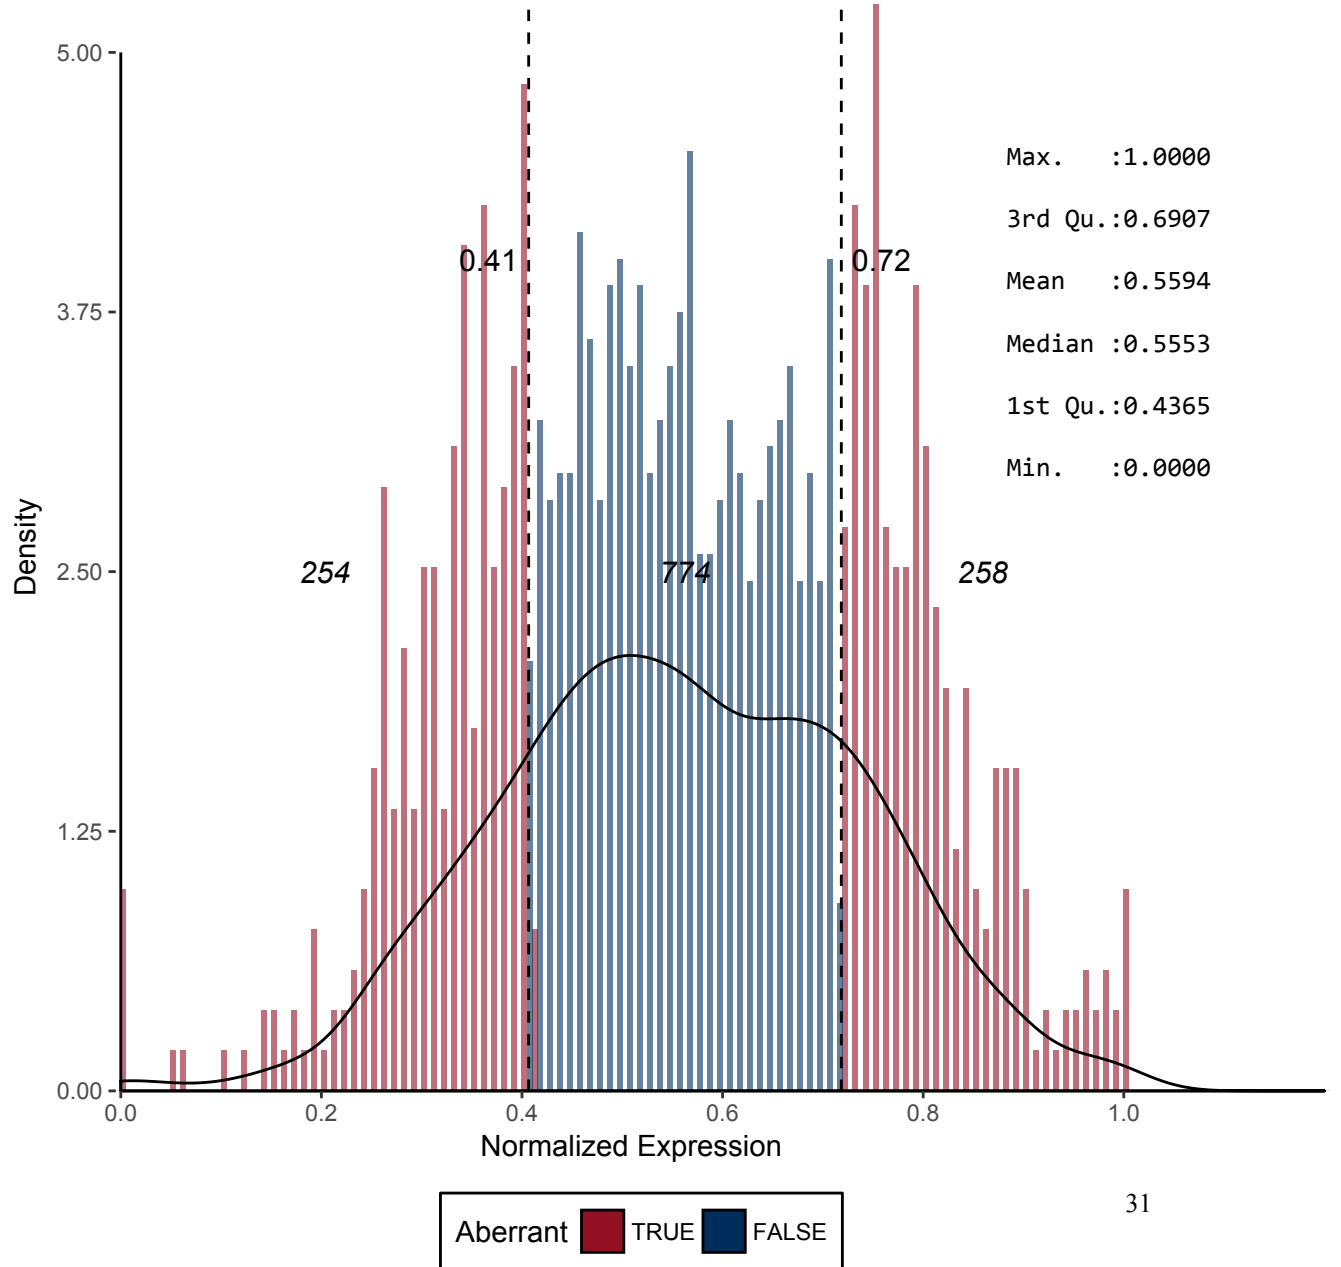 5.00
3.75
2.50
1.25
0.00
Density
0.41
0.72
254
774
258
Max. :1.0000
3rd Qu.:0.6907
Mean :0.5594
Median :0.5553
1st Qu.:0.4365
Min. :0.0000
0.0 0.2 0.4 0.6 0.8 1.0
Normalized Expression
31
Aberrant TRUE FALSE